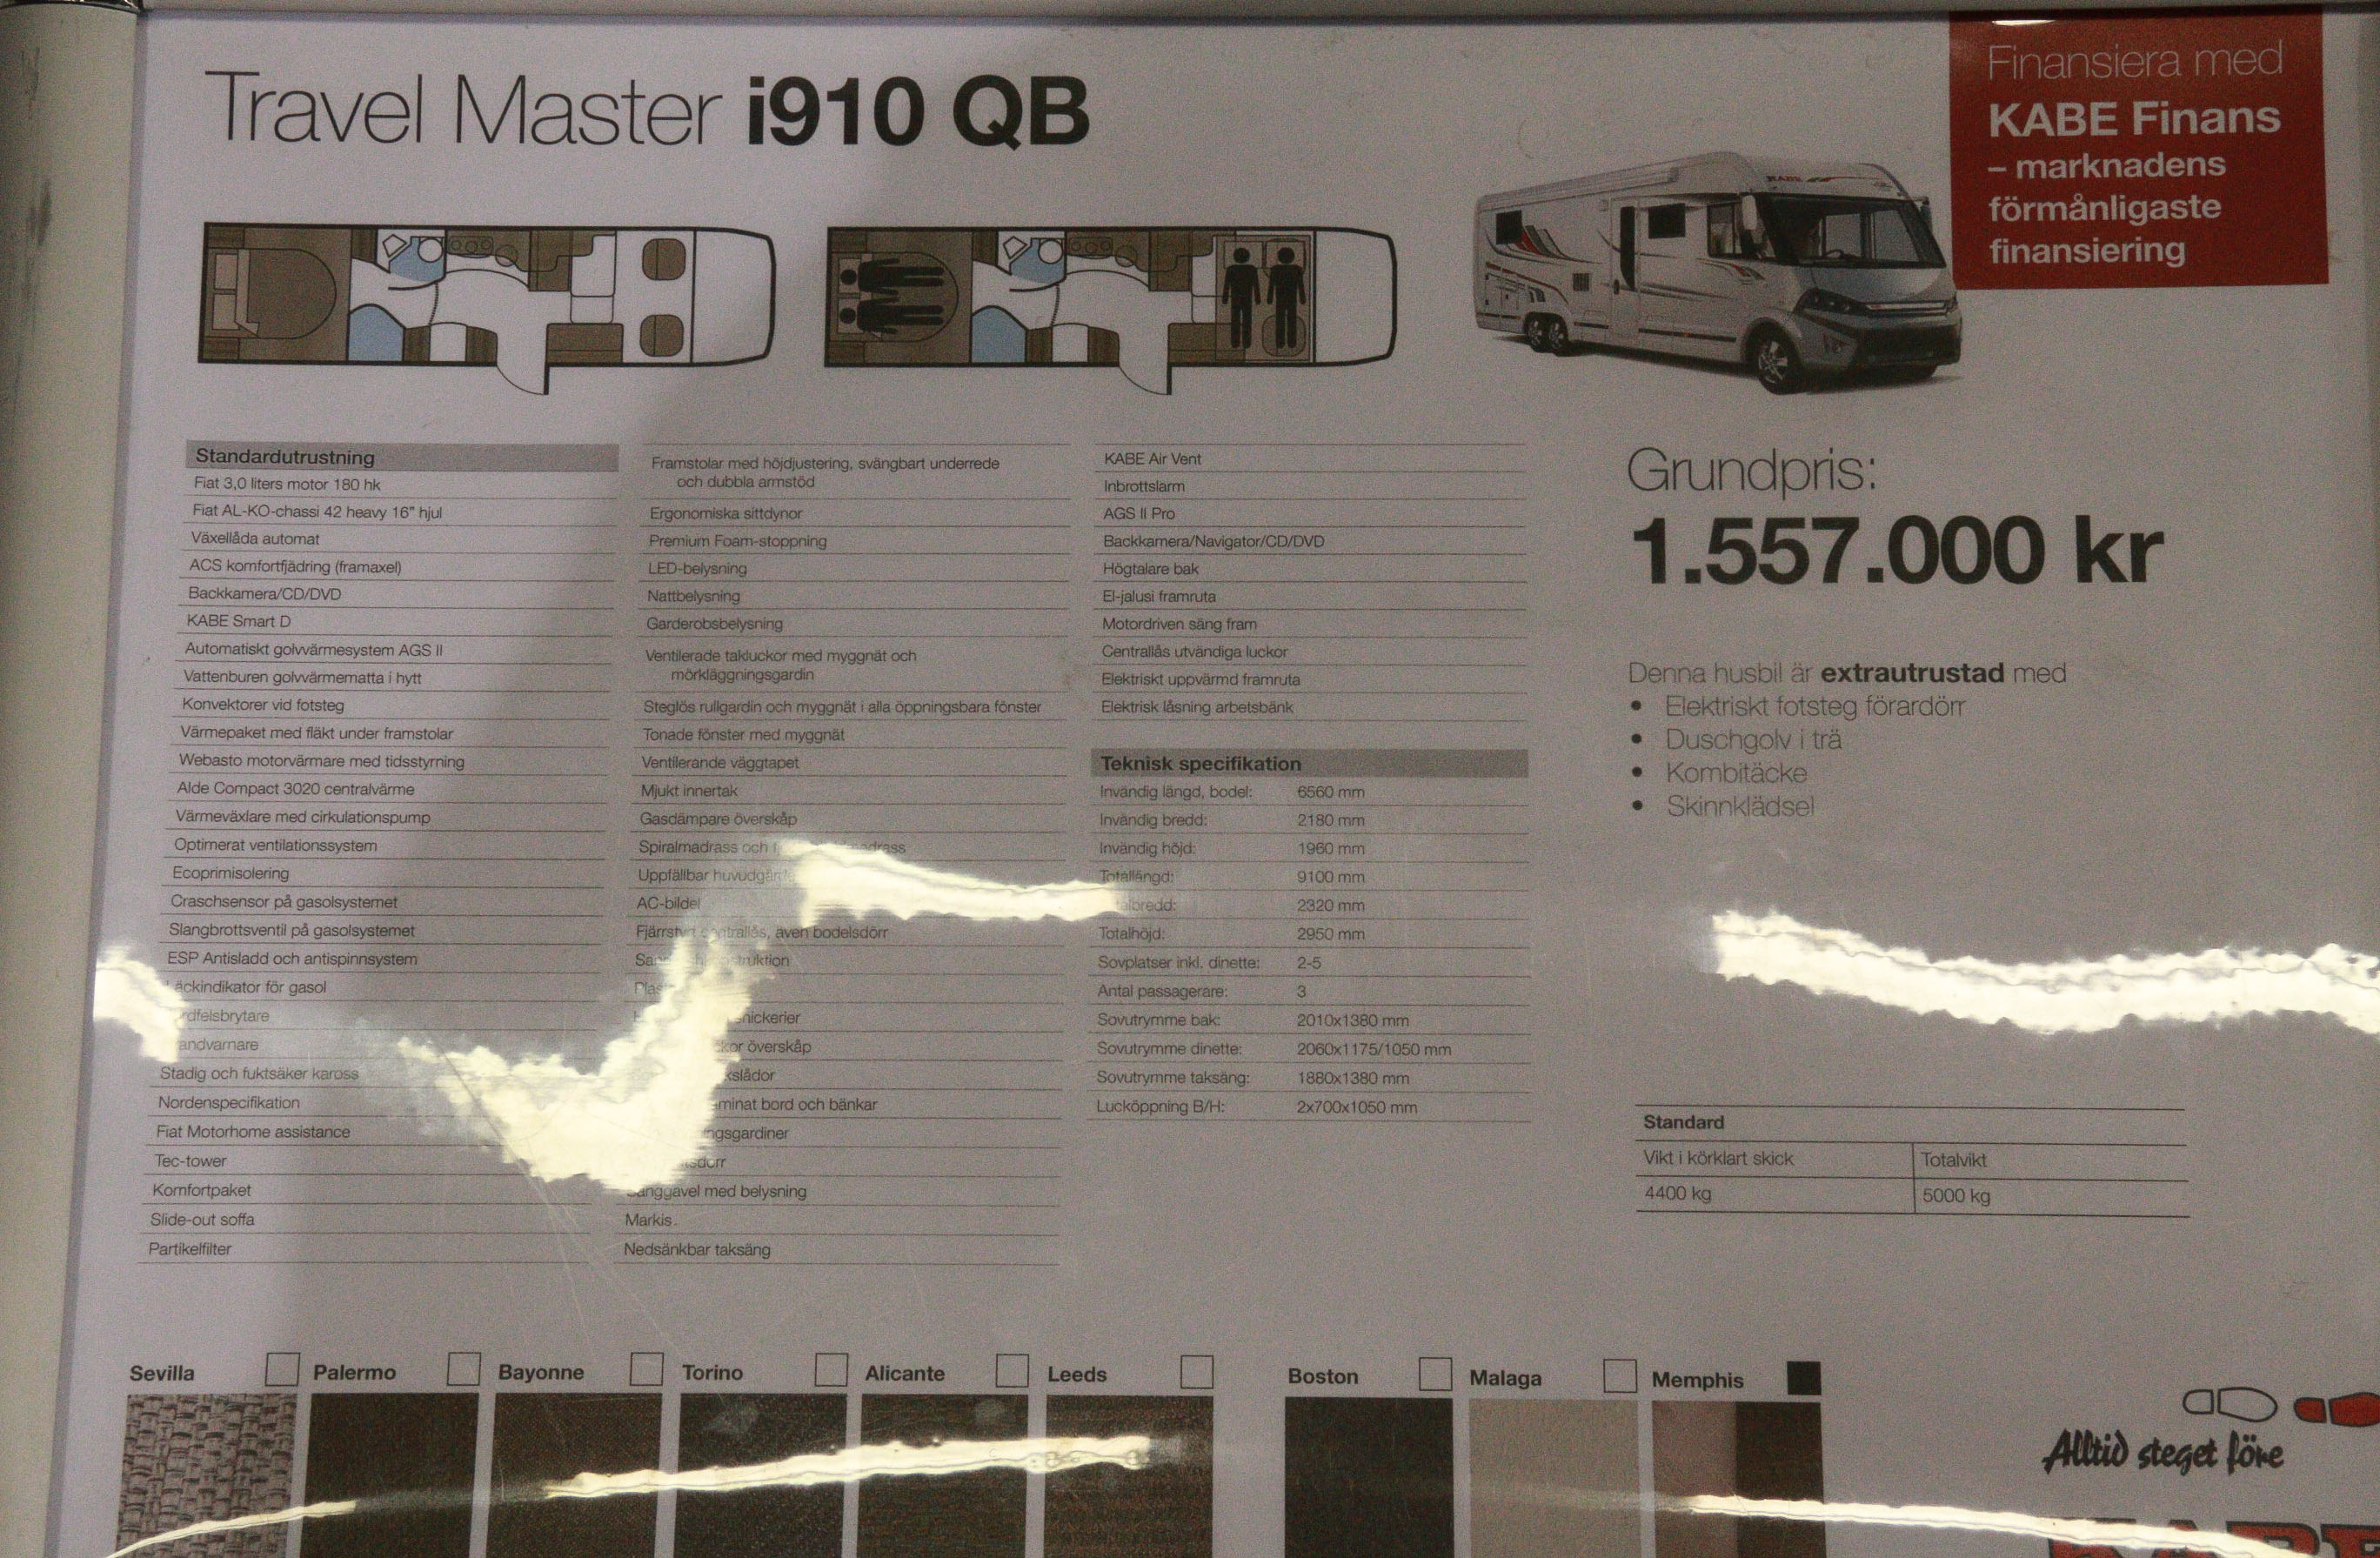 Travel Master i910 QB
Finansiera med
KABE Finans
– marknadens
förmånligaste
finansiering
Standardutrustning
Fiat 3,0 liters motor 180 hk
Fiat AL-KO-chassi 42 heavy 16" hjul
Växellåda automat
ACS komfortfjädring (framaxel)
Backkamera/CD/DVD
KABE Smart D
Automatiskt golvvärmesystem AGS II
Vattenburen golvvärmematta i hytt
Konvektorer vid fotsteg
Värmepaket med fläkt under framstolar
Webasto motorvärmare med tidsstyrning
Alde Compact 3020 centralvärme
Värmeväxlare med cirkulationspump
Optimerat ventilationssystem
Ecoprimisolering
Craschsensor på gasolsystemet
Slangbrottsventil på gasolsystemet
ESP Antisladd och antispinnsystem
för gasol
Stadig och fuktsäker kaross
Nordenspecifikation
Fiat Motorhome assistance
Tec-tower
Komfortpaket
Slide-out soffa
Partikelfilter
Framstolar med höjdjustering, svängbart underrede
och dubbla armstöd
Ergonomiska sittdynor
Premium Foam-stoppning
LED-belysning
Nattbelysning
Garderobsbelysning
Ventilerade takluckor med myggnät och
mörkläggningsgardin
Steglös rullgardin och myggnät i alla öppningsbara fönster
Tonade fönster med myggnät
Ventilerande väggtapet
Mjukt innertak
Gasdämpare överskåp
Spiralmadrass och
Uppfällbar
även bodelsdörr
överskåp
bord och bänkar
med belysning
Markis.
Nedsänkbar taksäng
KABE Air Vent
Inbrottslarm
AGS II Pro
Backkamera/Navigator/CD/DVD
Högtalare bak
El-jalusi framruta
Motordriven säng fram
Centrallås utvändiga luckor
Elektriskt uppvärmd framruta
Elektrisk låsning arbetsbänk
Teknisk specifikation
Invändig längd, bodel: 6560 mm
Invändig bredd: 2180 mm
Invändig höjd: 1960 mm
Totallängd: 9100 mm
2320 mm
Totalhöjd: 2950 mm
Sovplatser inkl. dinette: 2-5
Antal passagerare: 3
Sovutrymme bak: 2010x1380 mm
Sovutrymme dinette: 2060x1175/1050 mm
Sovutrymme taksäng: 1880x1380 mm
Lucköppning B/H: 2x700x1050 mm
Grundpris:
1.557.000 kr
Denna husbil är extrautrustad med
• Elektriskt fotsteg förardörr
• Duschgolv i trä
• Kombitäcke
• Skinnklädsel
Standard
Vikt i körklart skick Totalvikt
4400 kg 5000 kg
Sevilla Palermo Bayonne Torino Alicante Leeds Boston Malaga Memphis
Alltid steget före